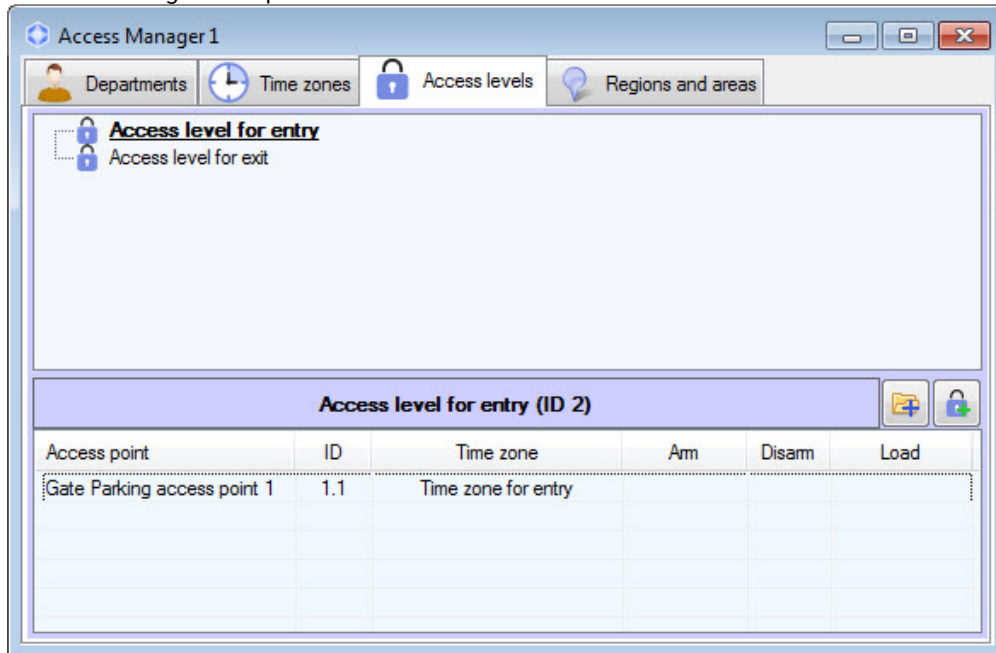 Access Manager 1
Departments Time zones Access levels Regions and areas
Access level for entry
Access level for exit
Access level for entry (ID 2)
Access point ID Time zone Arm Disarm Load
Gate Parking access point 1 1.1 Time zone for entry